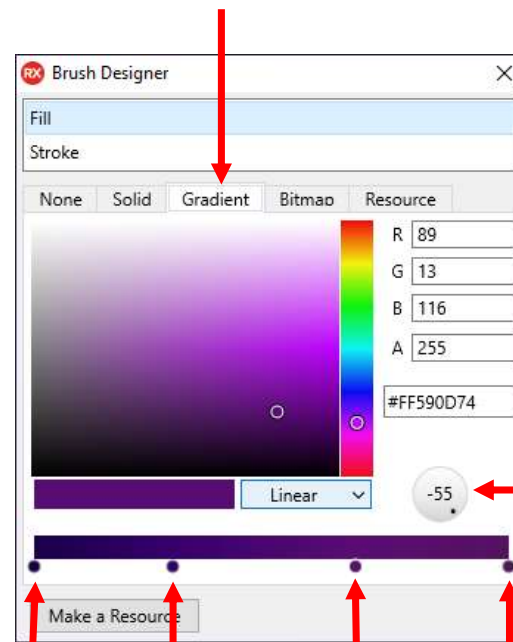 RX Brush Designer
Fill
Stroke
None Solid Gradient Bitmap Resource
R 89
G 13
B 116
A 255
#FF590D74
Linear -55
Make a Resource